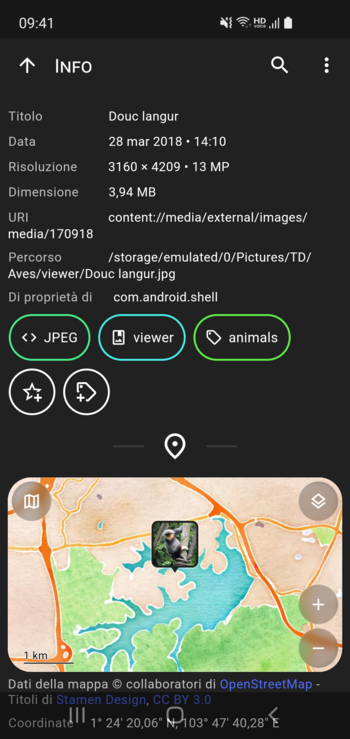 09:41
HD
VOICE
INFO
Titolo Douc langur
Data 28 mar 2018 • 14:10
Risoluzione 3160 × 4209 • 13 MP
Dimensione 3,94 MB
URI content://media/external/images/
media/170918
Percorso /storage/emulated/0/Pictures/TD/
Aves/viewer/Douc langur.jpg
Di proprietà di com.android.shell
JPEG viewer animals
1 km
Dati della mappa © collaboratori di OpenStreetMap -
Titoli di Stamen Design, CC BY 3.0
Coordinate 1° 24' 20,06" N, 103° 47' 40,28" E